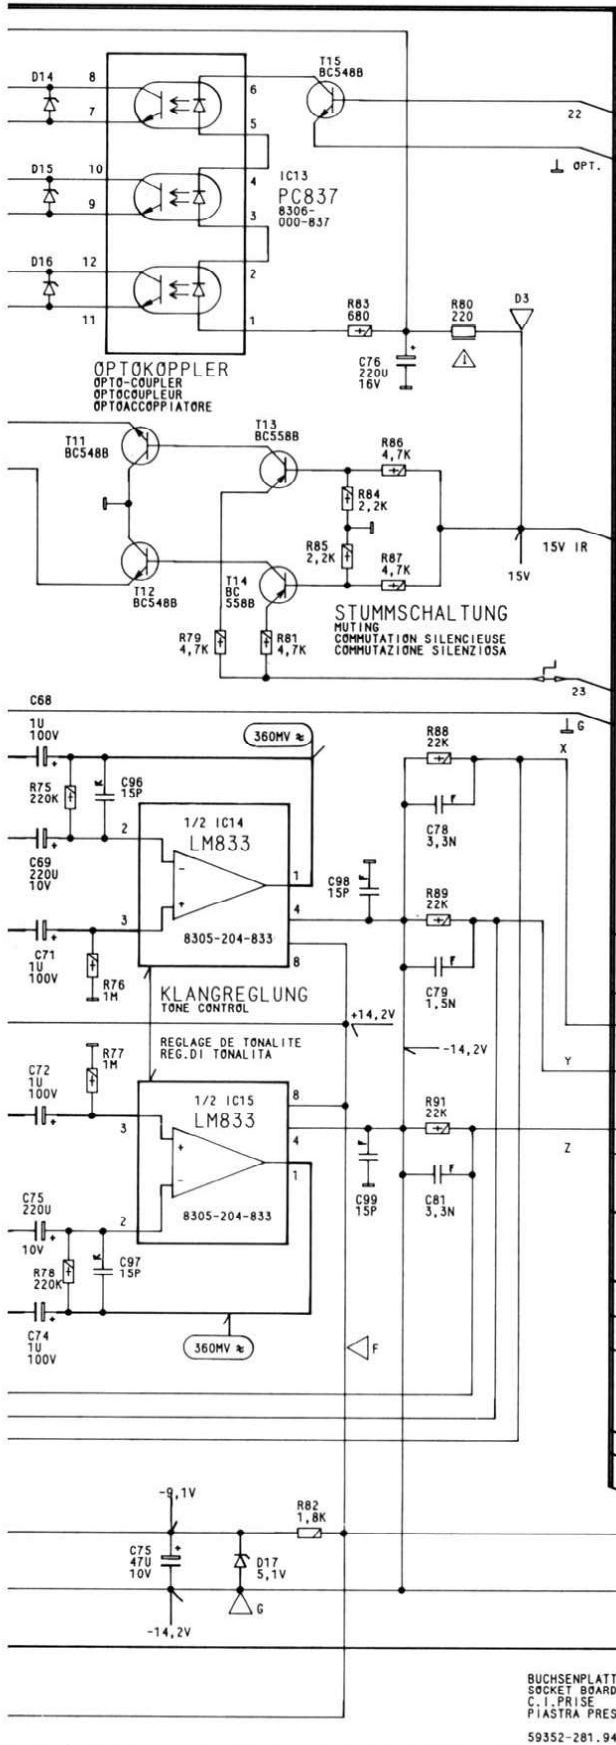 T15
BC548B
D14
8
6
7
5
22
⊥ OPT.
D15
10
4
IC13
PC837
8306-
000-837
9
3
D16
12
2
11
1
R83
680
R80
220
D3
C76
220U
16V
+
OPTOKOPPLER
OPTO-COUPLER
OPTOCOUPLEUR
OPTOACCOPPIATORE
T11
BC548B
T13
BC558B
R86
4,7K
R84
2,2K
R85
2,2K
R87
4,7K
15V IR
15V
T12
BC548B
T14
BC
558B
STUMMSCHALTUNG
MUTING
COMMUTATION SILENCIEUSE
COMMUTAZIONE SILENZIOSA
R79
4,7K
R81
4,7K
23
C68
1U
100V
+
360MV ≈
G
X
R88
22K
R75
220K
K
C96
15P
F
C78
3,3N
1/2 IC14
LM833
2
-
1
C69
220U
10V
+
+
3
4
8
8305-204-833
F
C98
15P
R89
22K
C71
1U
100V
+
R76
1M
F
C79
1,5N
KLANGREGLUNG
TONE CONTROL
+14,2V
REGLAGE DE TONALITE
REG.DI TONALITA
-14,2V
Y
R77
1M
C72
1U
100V
+
1/2 IC15
LM833
8
3
+
4
-
1
2
8305-204-833
R91
22K
Z
F
C99
15P
F
C81
3,3N
C75
220U
10V
+
R78
220K
K
C97
15P
C74
1U
100V
+
360MV ≈
F
-9,1V
R82
1,8K
C75
47U
10V
+
D17
5,1V
G
-14,2V
BUCHSENPLATT
SOCKET BOARD
C.I.PRISE
PIASTRA PRES
59352-281.94